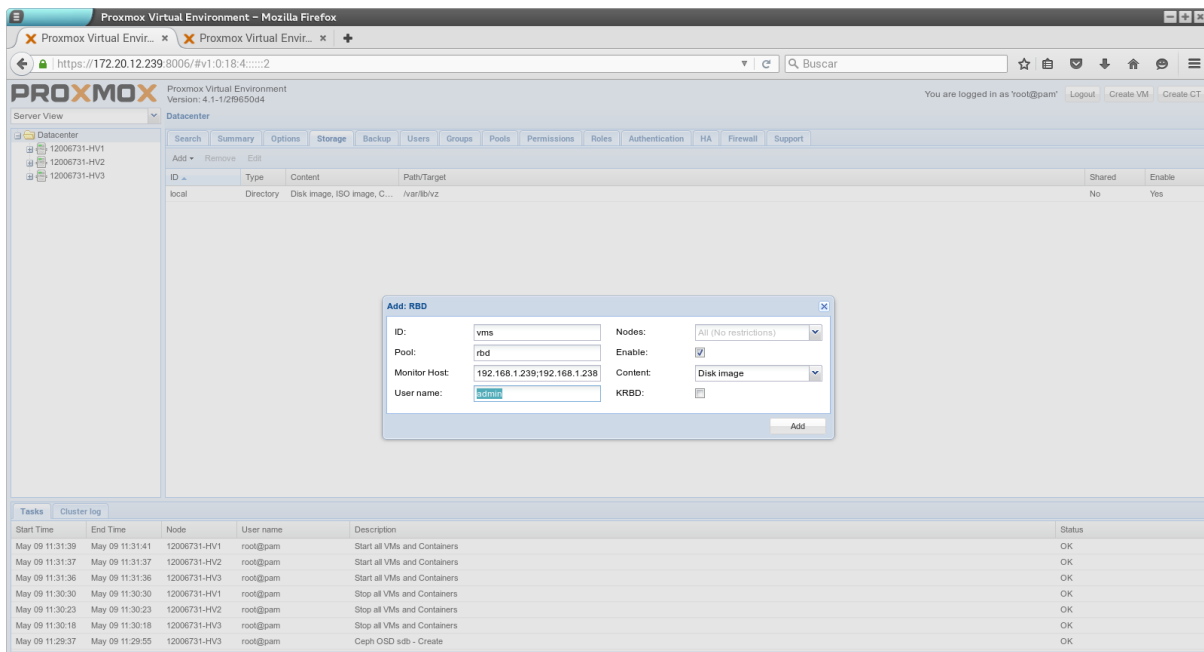 Proxmox Virtual Environment – Mozilla Firefox
Proxmox Virtual Envir... × Proxmox Virtual Envir... × +
https://172.20.12.239:8006/#v1:0:18:4::::::2 Buscar
PROXMOX Proxmox Virtual Environment
Version: 4.1-1/2f9650d4
You are logged in as 'root@pam' Logout Create VM Create CT
Server View Datacenter
Datacenter
12006731-HV1
12006731-HV2
12006731-HV3
Search Summary Options Storage Backup Users Groups Pools Permissions Roles Authentication HA Firewall Support
Add Remove Edit
ID Type Content Path/Target Shared Enable
local Directory Disk image, ISO image, C... /var/lib/vz No Yes
Add: RBD
ID: vms Nodes: All (No restrictions)
Pool: rbd Enable:
Monitor Host: 192.168.1.239;192.168.1.238 Content: Disk image
User name: admin KRBD:
Add
Tasks Cluster log
Start Time End Time Node User name Description Status
May 09 11:31:39 May 09 11:31:41 12006731-HV1 root@pam Start all VMs and Containers OK
May 09 11:31:37 May 09 11:31:37 12006731-HV2 root@pam Start all VMs and Containers OK
May 09 11:31:36 May 09 11:31:36 12006731-HV3 root@pam Start all VMs and Containers OK
May 09 11:30:30 May 09 11:30:30 12006731-HV1 root@pam Stop all VMs and Containers OK
May 09 11:30:23 May 09 11:30:23 12006731-HV2 root@pam Stop all VMs and Containers OK
May 09 11:30:18 May 09 11:30:18 12006731-HV3 root@pam Stop all VMs and Containers OK
May 09 11:29:37 May 09 11:29:55 12006731-HV3 root@pam Ceph OSD sdb - Create OK